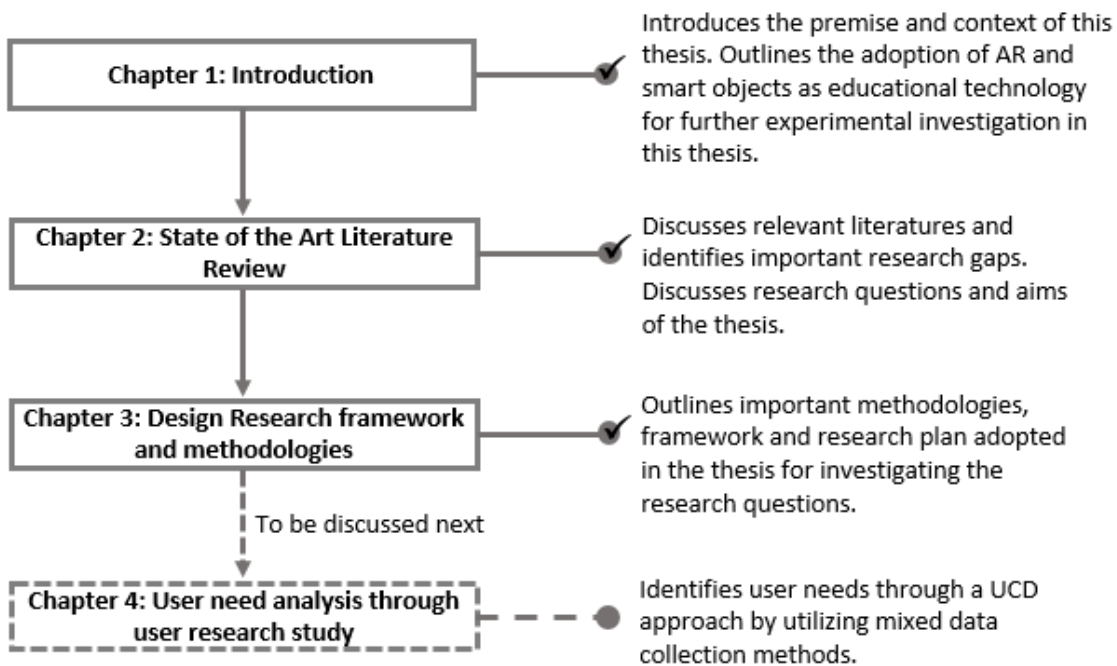 Chapter 1: Introduction
Introduces the premise and context of this
thesis. Outlines the adoption of AR and
smart objects as educational technology
for further experimental investigation in
this thesis.
Chapter 2: State of the Art Literature
Review
Discusses relevant literatures and
identifies important research gaps.
Discusses research questions and aims
of the thesis.
Chapter 3: Design Research framework
and methodologies
Outlines important methodologies,
framework and research plan adopted
in the thesis for investigating the
research questions.
To be discussed next
Chapter 4: User need analysis through
user research study
Identifies user needs through a UCD
approach by utilizing mixed data
collection methods.